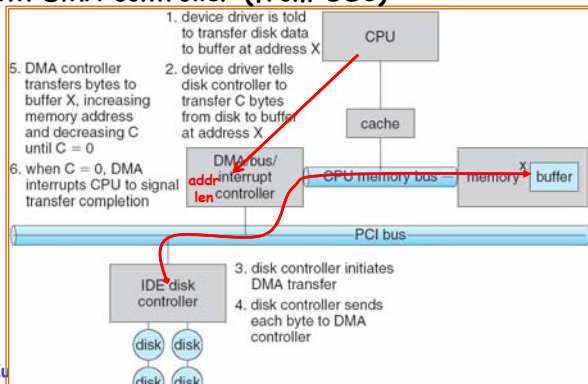 1. device driver is told
to transfer disk data
to buffer at address X
CPU
5. DMA controller
transfers bytes to
buffer X, increasing
memory address
and decreasing C
until C = 0
2. device driver tells
disk controller to
transfer C bytes
from disk to buffer
at address X
cache
6. when C = 0, DMA
interrupts CPU to signal
transfer completion
DMA/bus/
interrupt
controller
addr
len
CPU memory bus
memory
X
buffer
PCI bus
IDE disk
controller
3. disk controller initiates
DMA transfer
4. disk controller sends
each byte to DMA
controller
disk disk
disk disk